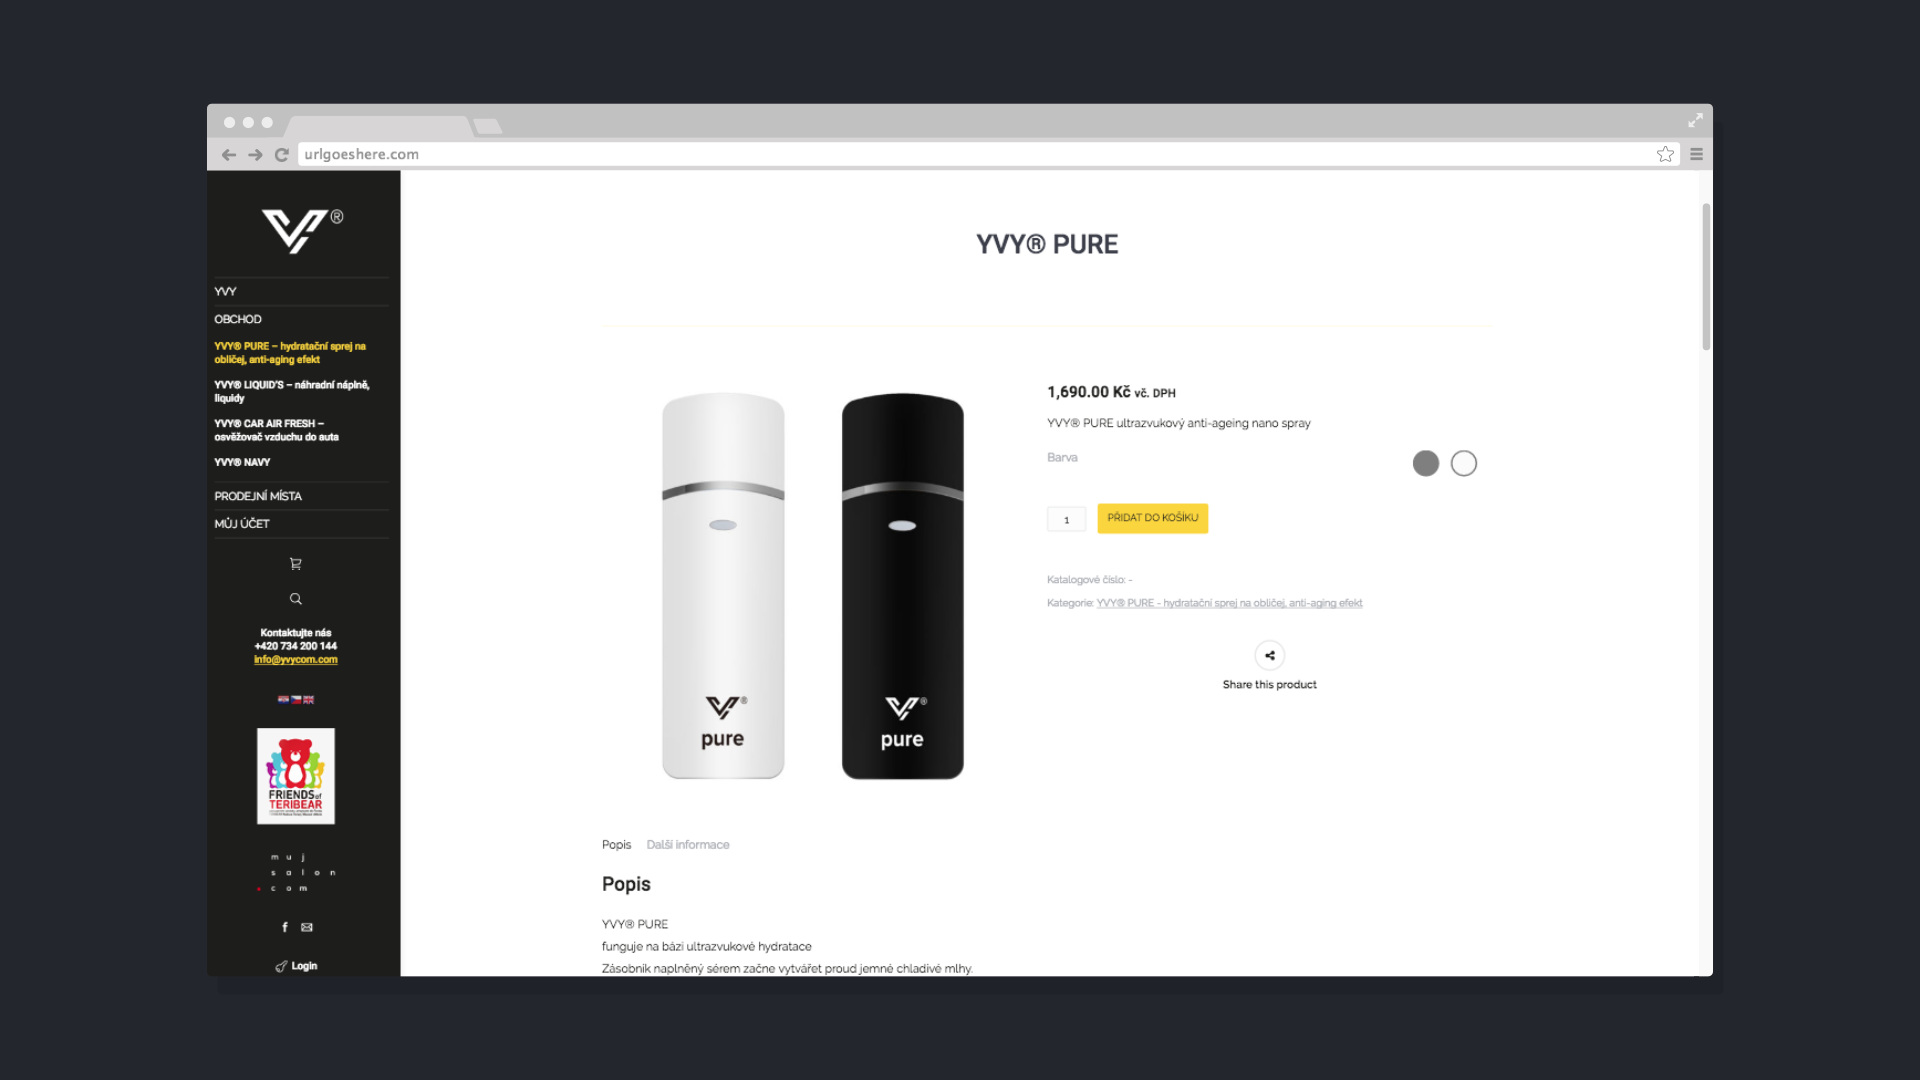 urlgoeshere.com
®
YVY
OBCHOD
YVY® PURE – hydratační sprej na
obličej, anti-aging efekt
YVY® LIQUID'S – náhradní náplně,
liquidy
YVY® CAR AIR FRESH –
osvěžovač vzduchu do auta
YVY® NAVY
PRODEJNÍ MÍSTA
MŮJ ÚČET
Kontaktujte nás
+420 734 200 144
info@yvycom.com
FRIENDS of
TERIBEAR
muj
salon
com
Login
YVY® PURE
®
pure
®
pure
1,690.00 Kč vč. DPH
YVY® PURE ultrazvukový anti-ageing nano spray
Barva
1
PŘIDAT DO KOŠÍKU
Katalogové číslo: -
Kategorie: YVY® PURE - hydratační sprej na obličej, anti-aging efekt
Share this product
Popis Další informace
Popis
YVY® PURE
funguje na bázi ultrazvukové hydratace
Zásobník naplněný sérem začne vytvářet proud jemné chladivé mlhy.